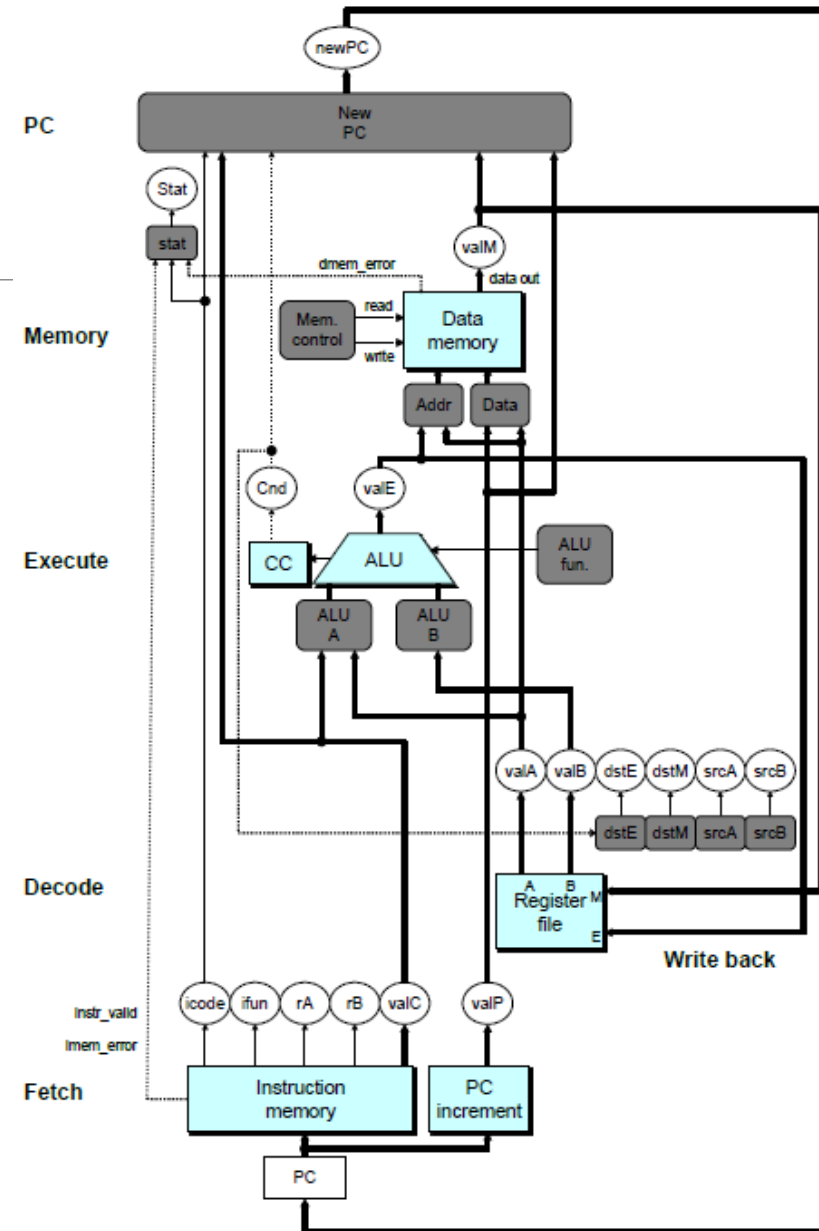 newPC
PC
New
PC
Stat
stat
valM
dmem_error
data out
Memory
Mem.
control
read
write
Data
memory
Addr
Data
Cnd
valE
Execute
CC
ALU
ALU
fun.
ALU
A
ALU
B
valA
valB
dstE
dstM
srcA
srcB
dstE
dstM
srcA
srcB
Decode
A
B
M
Register
file
E
Write back
icode
ifun
rA
rB
valC
valP
Instr_valid
Imem_error
Fetch
Instruction
memory
PC
increment
PC